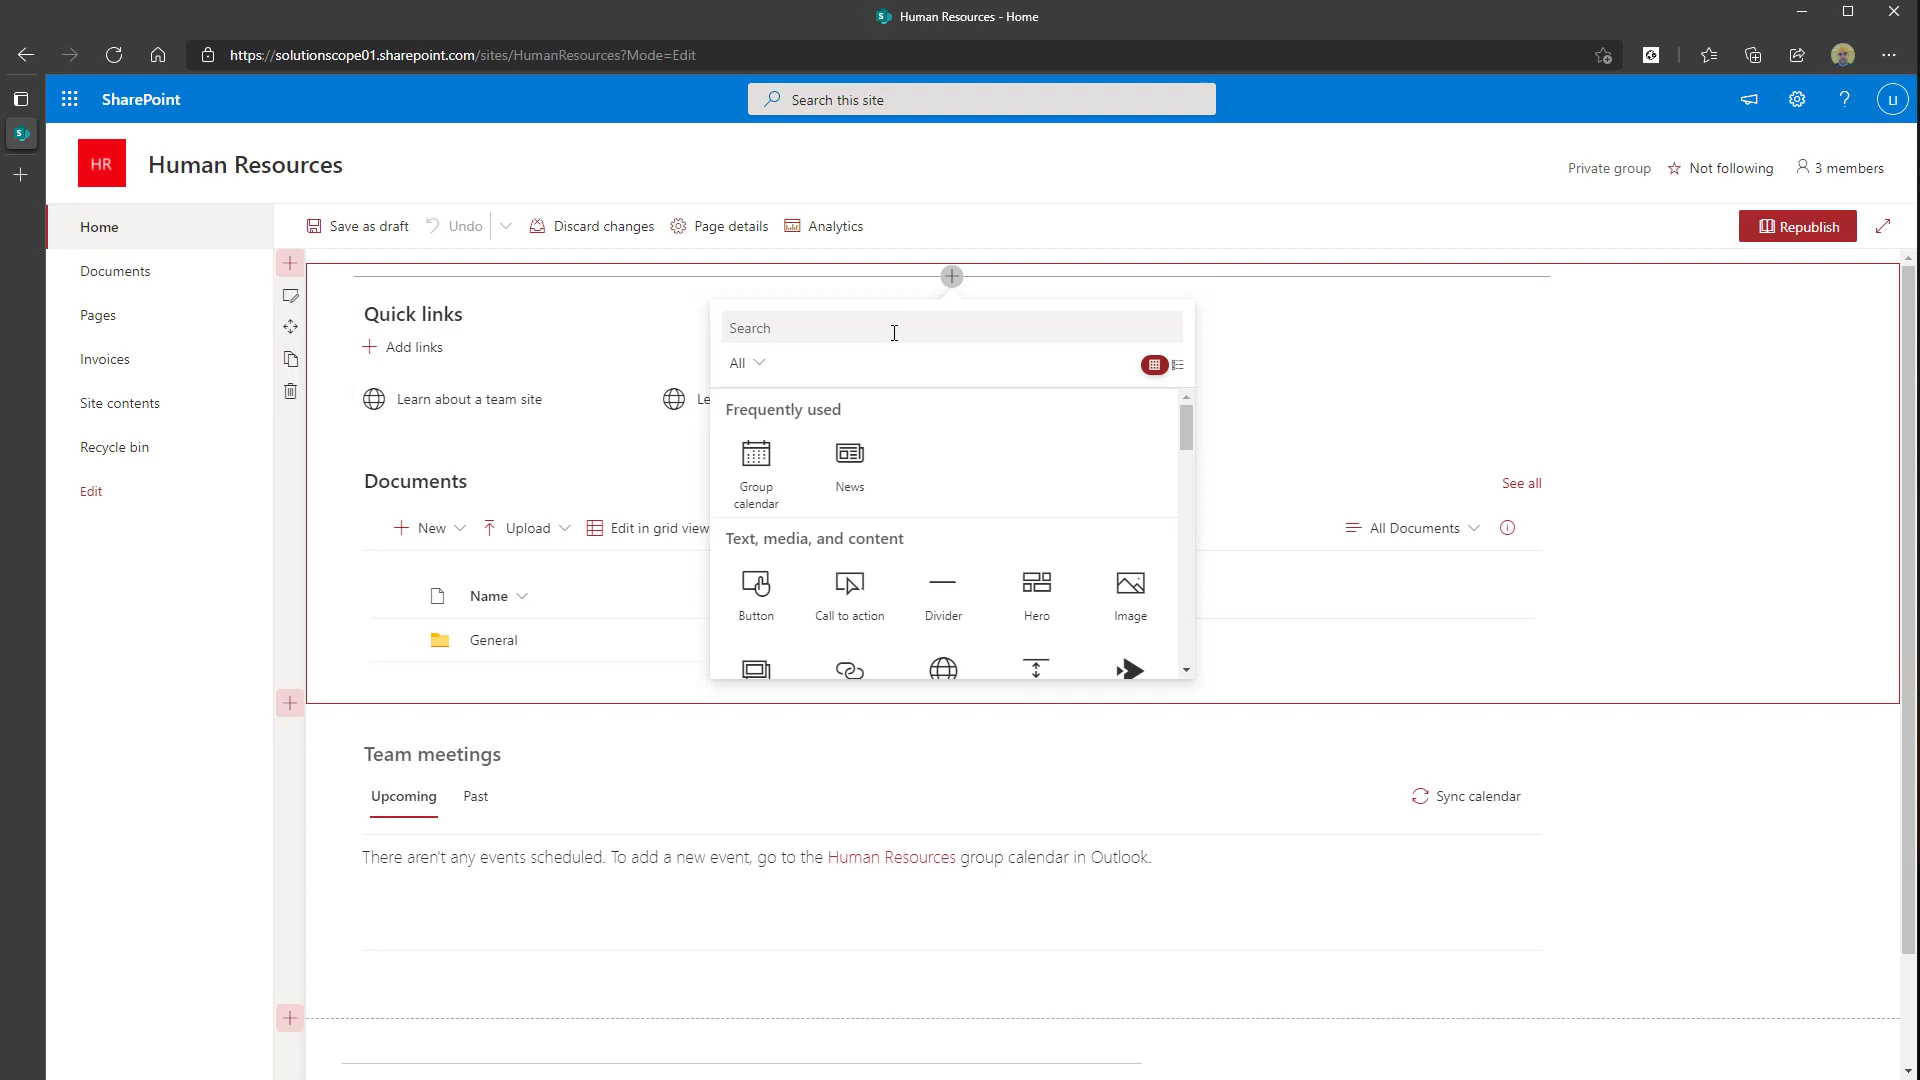 Human Resources - Home
https://solutionscope01.sharepoint.com/sites/HumanResources?Mode=Edit
SharePoint
Search this site
HR
Human Resources
Private group
Not following
3 members
Home
Documents
Pages
Invoices
Site contents
Recycle bin
Edit
Save as draft
Undo
Discard changes
Page details
Analytics
Republish
Quick links
Add links
Learn about a team site
Le
Search
All
Frequently used
Group calendar
News
Text, media, and content
Button
Call to action
Divider
Hero
Image
Documents
See all
New
Upload
Edit in grid view
All Documents
Name
General
Team meetings
Upcoming
Past
Sync calendar
There aren't any events scheduled. To add a new event, go to the Human Resources group calendar in Outlook.